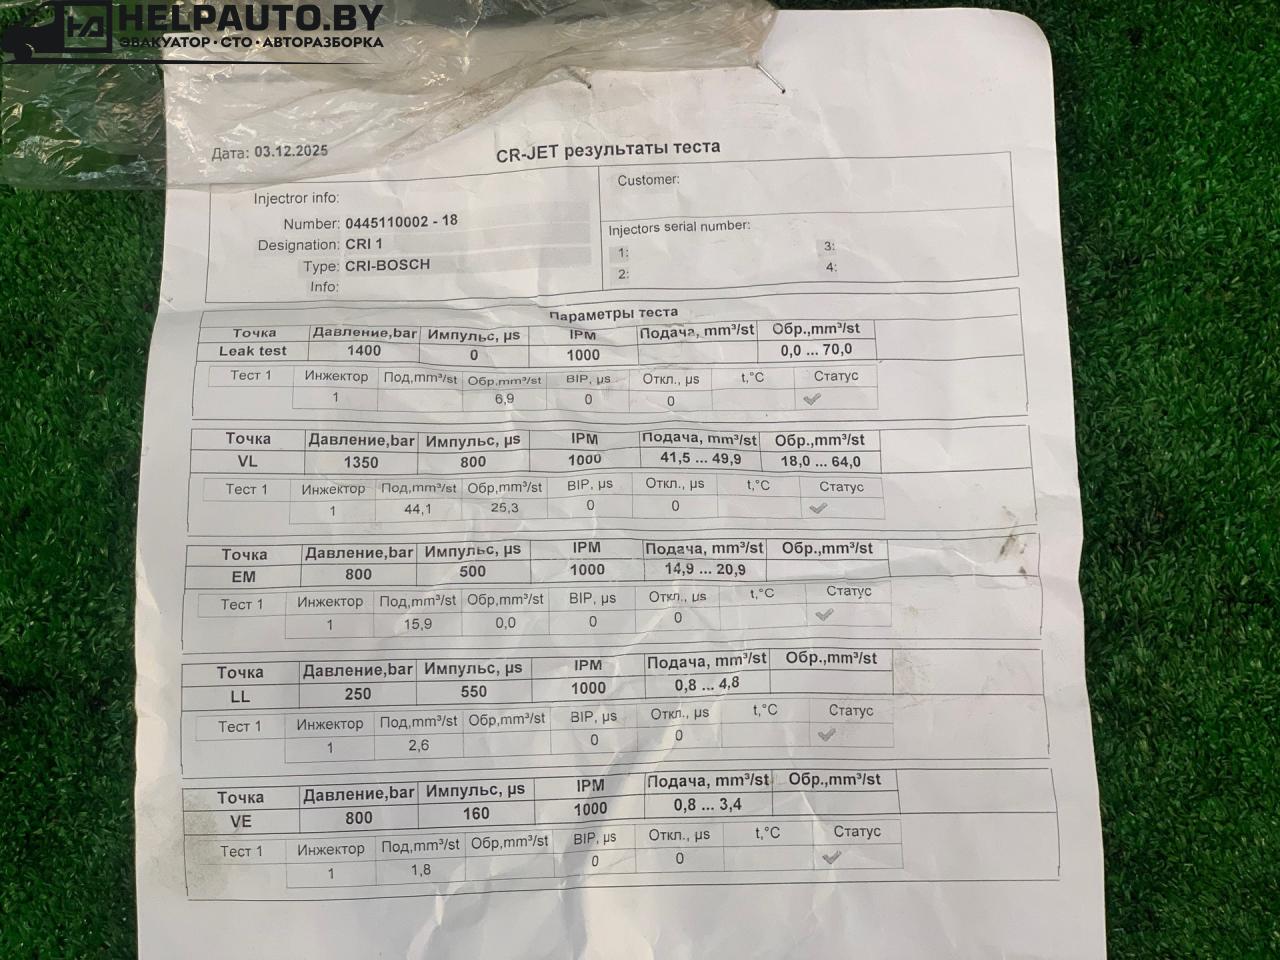 HELPAUTO.BY
ЭВАКУАТОР · СТО · АВТОРАЗБОРКА
Дата: 03.12.2025
CR-JET результаты теста
Injectror info:
Number: 0445110002 - 18
Designation: CRI 1
Type: CRI-BOSCH
Info:
Customer:
Injectors serial number:
1: 3:
2: 4:
Параметры теста
Точка Давление,bar Импульс, µs IPM Подача, mm³/st Обр.,mm³/st
Leak test 1400 0 1000 0,0 ... 70,0
Тест 1 Инжектор Под,mm³/st Обр,mm³/st BIP, µs Откл., µs t,°C Статус
1 6,9 0 0
Точка Давление,bar Импульс, µs IPM Подача, mm³/st Обр.,mm³/st
VL 1350 800 1000 41,5 ... 49,9 18,0 ... 64,0
Тест 1 Инжектор Под,mm³/st Обр,mm³/st BIP, µs Откл., µs t,°C Статус
1 44,1 25,3 0 0
Точка Давление,bar Импульс, µs IPM Подача, mm³/st Обр.,mm³/st
EM 800 500 1000 14,9 ... 20,9
Тест 1 Инжектор Под,mm³/st Обр,mm³/st BIP, µs Откл., µs t,°C Статус
1 15,9 0,0 0 0
Точка Давление,bar Импульс, µs IPM Подача, mm³/st Обр.,mm³/st
LL 250 550 1000 0,8 ... 4,8
Тест 1 Инжектор Под,mm³/st Обр,mm³/st BIP, µs Откл., µs t,°C Статус
1 2,6 0 0
Точка Давление,bar Импульс, µs IPM Подача, mm³/st Обр.,mm³/st
VE 800 160 1000 0,8 ... 3,4
Тест 1 Инжектор Под,mm³/st Обр,mm³/st BIP, µs Откл., µs t,°C Статус
1 1,8 0 0